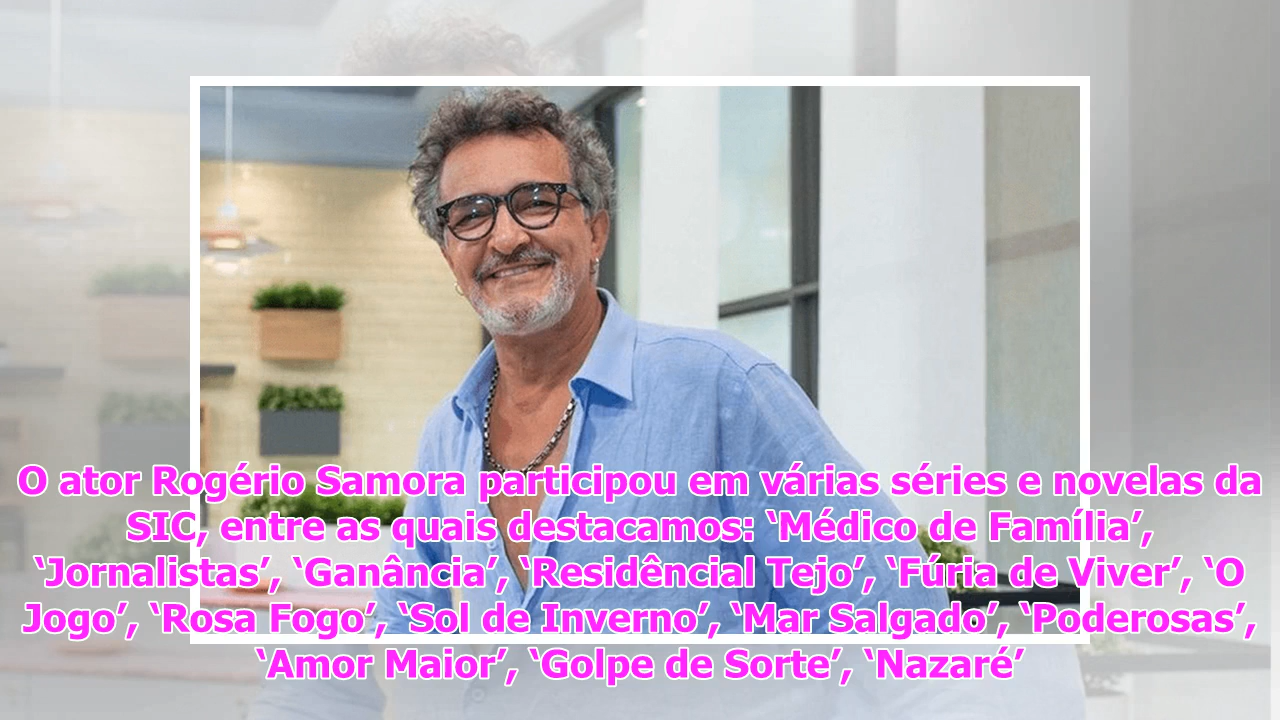 O ator Rogério Samora participou em várias séries e novelas da
SIC, entre as quais destacamos: ‘Médico de Família’,
‘Jornalistas’, ‘Ganância’, ‘Residêncial Tejo’, ‘Fúria de Viver’, ‘O
Jogo’, ‘Rosa Fogo’, ‘Sol de Inverno’, ‘Mar Salgado’, ‘Poderosas’,
‘Amor Maior’, ‘Golpe de Sorte’, ‘Nazaré’